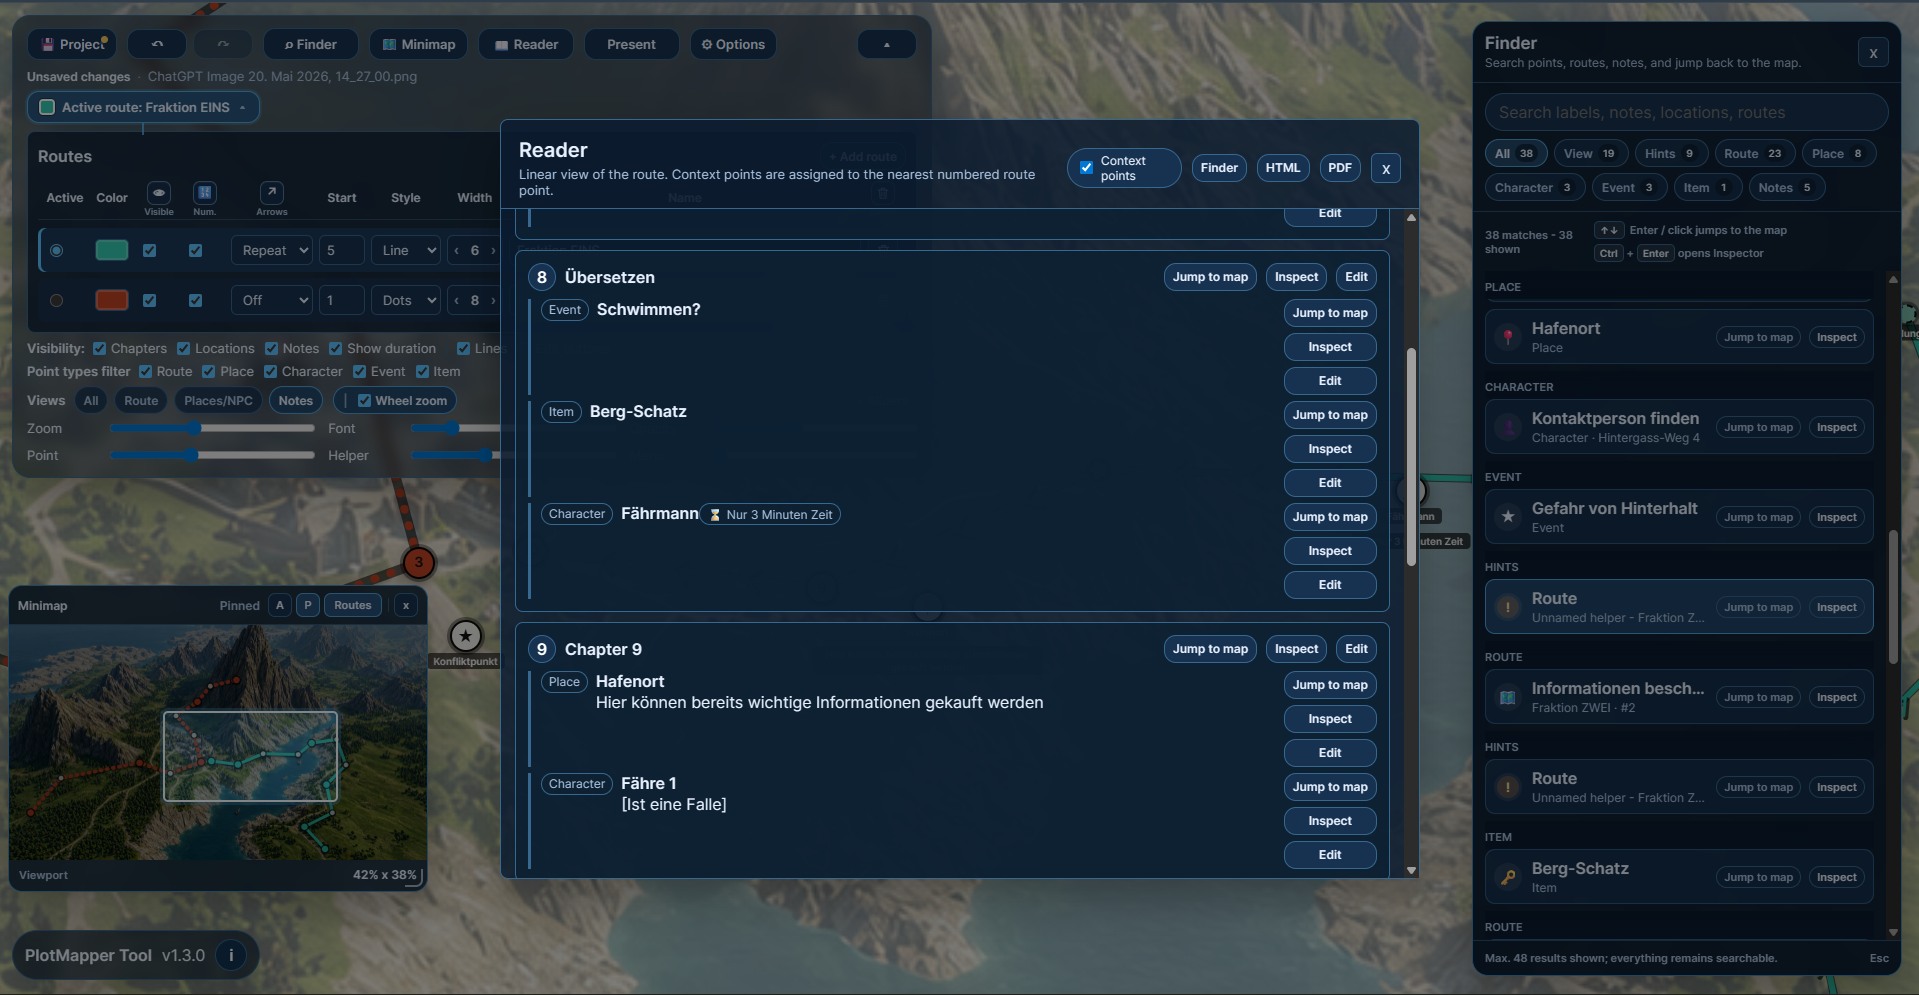 Project
Finder
Minimap
Reader
Present
Options
Unsaved changes · ChatGPT Image 20. Mai 2026, 14_27_00.png
Active route: Fraktion EINS
Routes
+ Add route
Active Color Visible Num. Arrows Start Style Width Name
Repeat 5 Line 6
Off 1 Dots 8
Visibility: Chapters Locations Notes Show duration Lines
Point types filter Route Place Character Event Item
Views All Route Places/NPC Notes Wheel zoom
Zoom Font
Point Helper
3
Konfliktpunkt
Minimap Pinned A P Routes x
Viewport 42% x 38%
PlotMapper Tool v1.3.0 i
Reader
Linear view of the route. Context points are assigned to the nearest numbered route
point.
Context
points
Finder HTML PDF X
Edit
8 Übersetzen Jump to map Inspect Edit
Event Schwimmen? Jump to map
Inspect
Edit
Item Berg-Schatz Jump to map
Inspect
Edit
Character Fährmann Nur 3 Minuten Zeit Jump to map
Inspect
Edit
9 Chapter 9 Jump to map Inspect Edit
Place Hafenort Jump to map
Hier können bereits wichtige Informationen gekauft werden
Inspect
Edit
Character Fähre 1 Jump to map
[Ist eine Falle]
Inspect
Edit
Finder X
Search points, routes, notes, and jump back to the map.
Search labels, notes, locations, routes
All 38 View 19 Hints 9 Route 23 Place 8
Character 3 Event 3 Item 1 Notes 5
38 matches - 38
shown
↑↓ Enter / click jumps to the map
Ctrl + Enter opens Inspector
PLACE
Hafenort Jump to map Inspect
Place
CHARACTER
Kontaktperson finden Jump to map Inspect
Character · Hintergass-Weg 4
EVENT
Gefahr von Hinterhalt Jump to map Inspect
Event
HINTS
Route Jump to map Inspect
Unnamed helper - Fraktion Z...
ROUTE
Informationen besch... Jump to map Inspect
Fraktion ZWEI · #2
HINTS
Route Jump to map Inspect
Unnamed helper - Fraktion Z...
ITEM
Berg-Schatz Jump to map Inspect
Item
ROUTE
Max. 48 results shown; everything remains searchable. Esc